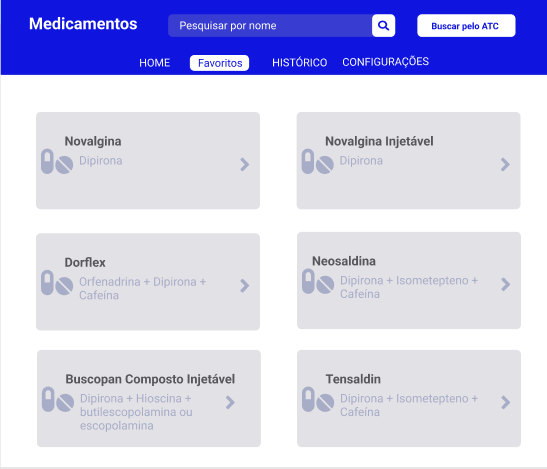 Medicamentos
Pesquisar por nome
Buscar pelo ATC
HOME
Favoritos
HISTÓRICO
CONFIGURAÇÕES
Novalgina
Dipirona
Novalgina Injetável
Dipirona
Dorflex
Orfenadrina + Dipirona +
Cafeína
Neosaldina
Dipirona + Isometepteno +
Cafeína
Buscopan Composto Injetável
Dipirona + Hioscina +
butilescopolamina ou
escopolamina
Tensaldin
Dipirona + Isometepteno +
Cafeína